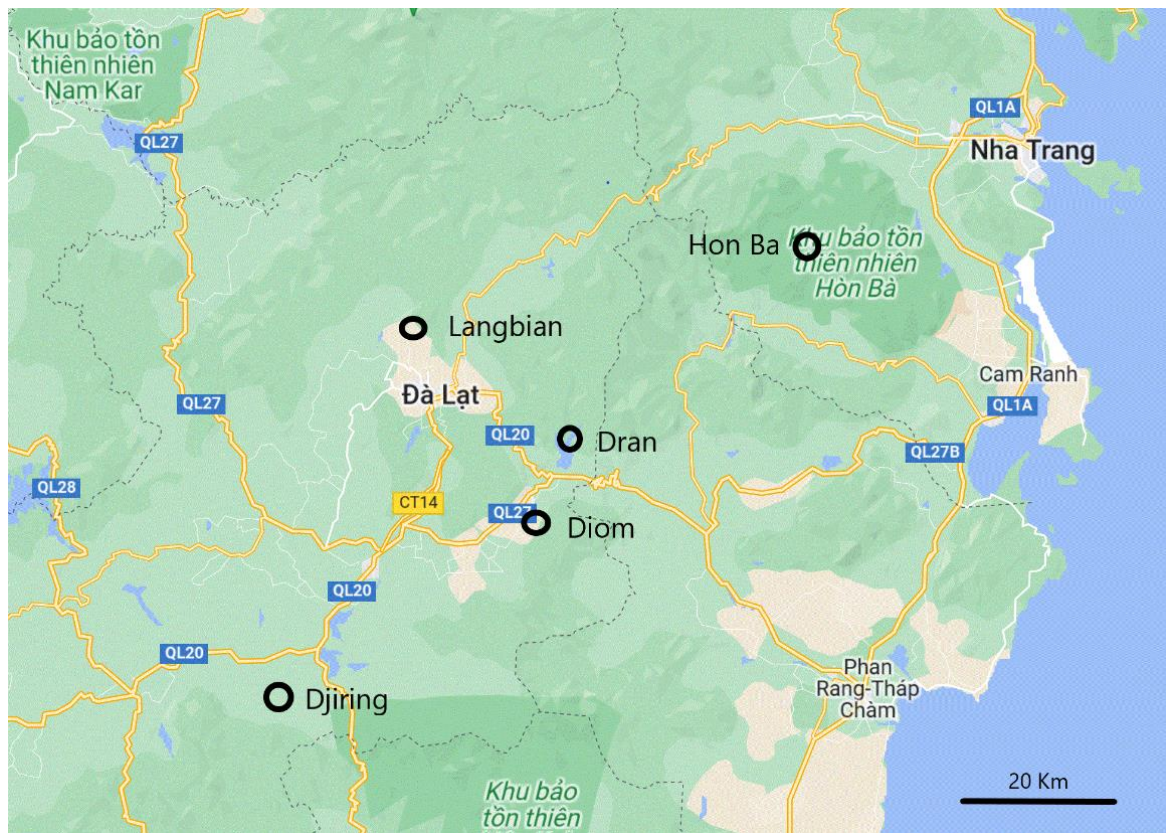 Khu bảo tồn
thiên nhiên
Nam Kar
QL27
QL1A
Nha Trang
Hon Ba
Khu bảo tồn
thiên nhiên
Hòn Bà
Langbian
Đà Lạt
Cam Ranh
QL27
QL1A
QL20
Dran
QL27B
QL28
CT14
QL27
Diom
QL20
QL20
Djiring
Phan
Rang-Tháp
Chàm
20 Km
Khu bảo
tồn thiên